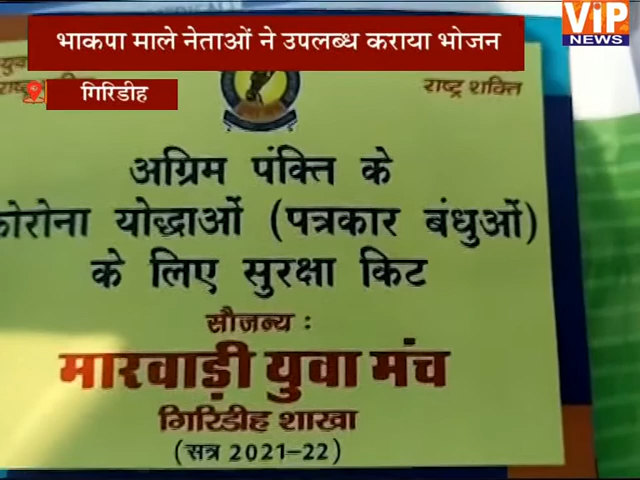 भाकपा माले नेताओं ने उपलब्ध कराया भोजन
ViP
NEWS
गिरिडीह
राष्ट्र शक्ति
अग्रिम पंक्ति के
कोरोना योद्धाओं (पत्रकार बंधुओं)
के लिए सुरक्षा किट
सौजन्य :
मारवाड़ी युवा मंच
गिरिडीह शाखा
(सत्र 2021-22)